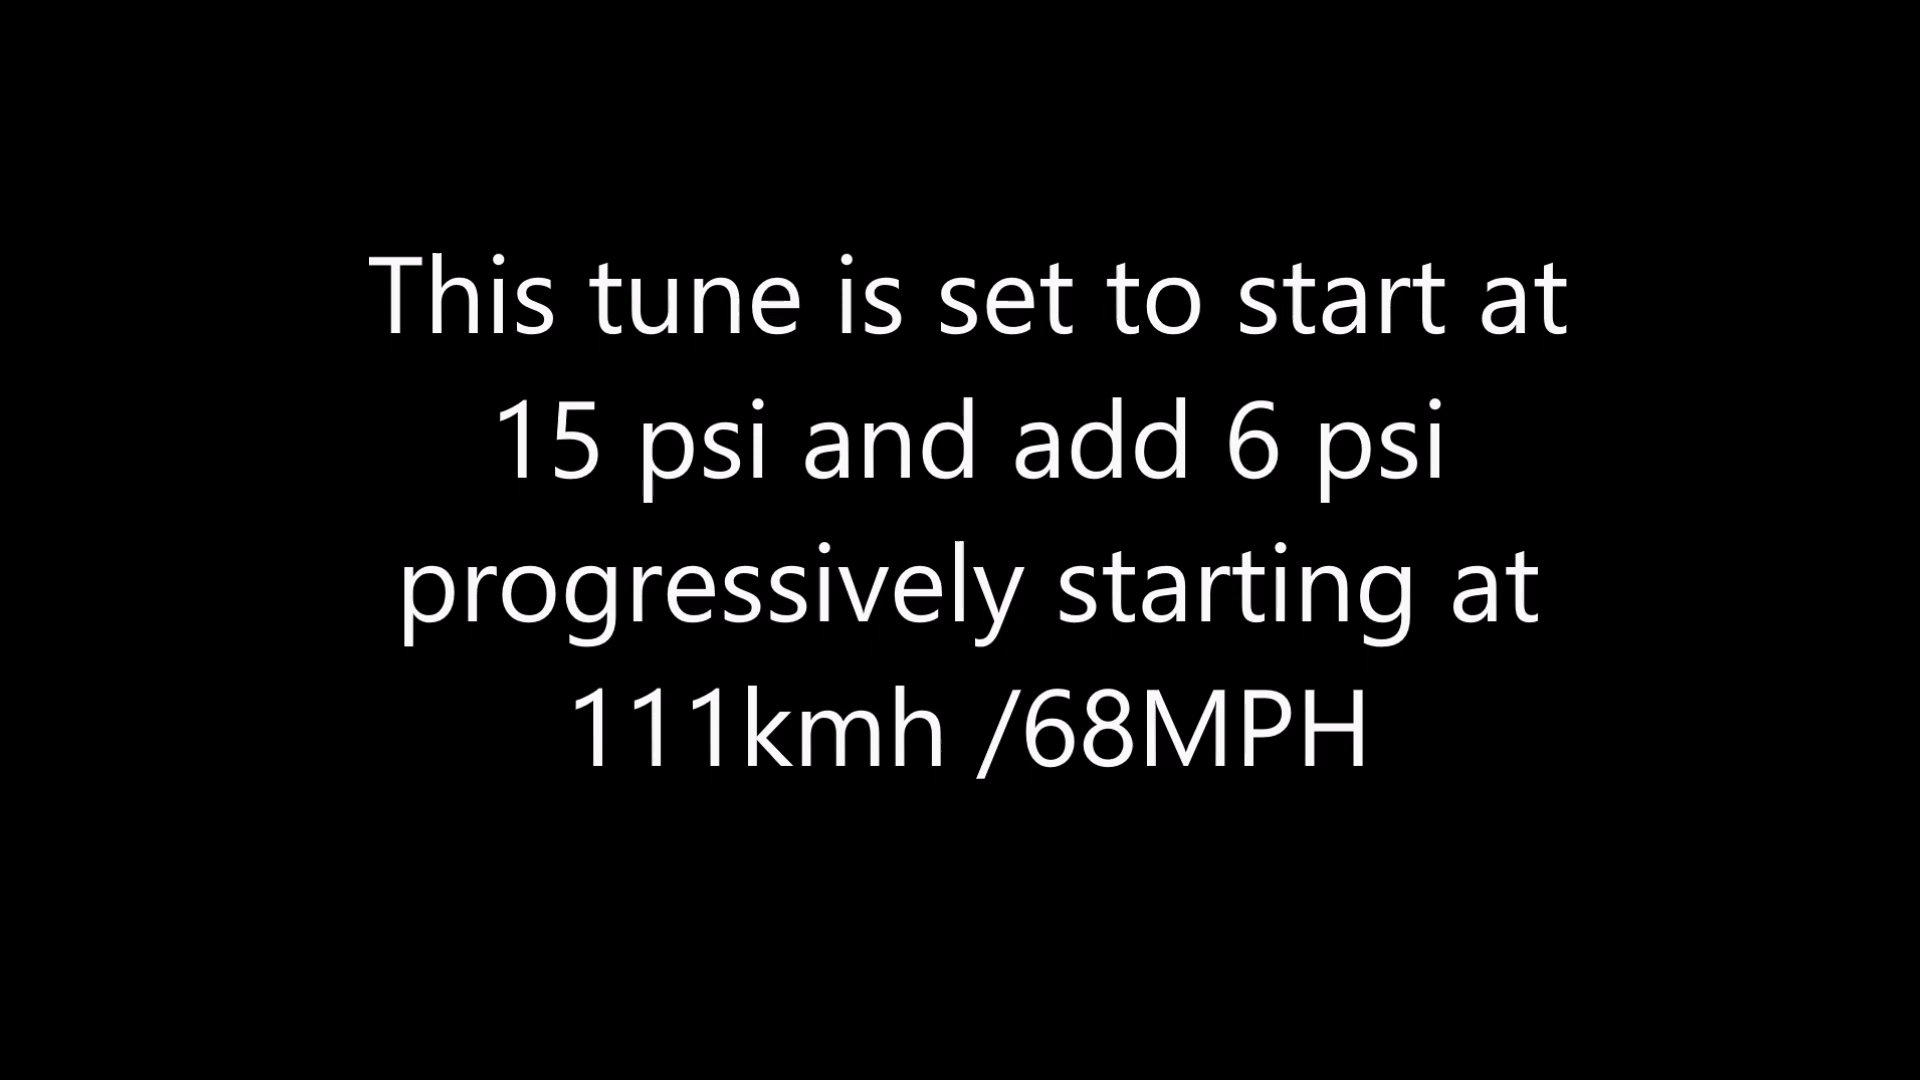 This tune is set to start at
15 psi and add 6 psi
progressively starting at
111kmh /68MPH